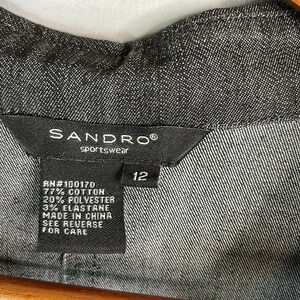 SANDRO®
sportswear
12
RN#100170
77% COTTON
20% POLYESTER
3% ELASTANE
MADE IN CHINA
SEE REVERSE
FOR CARE